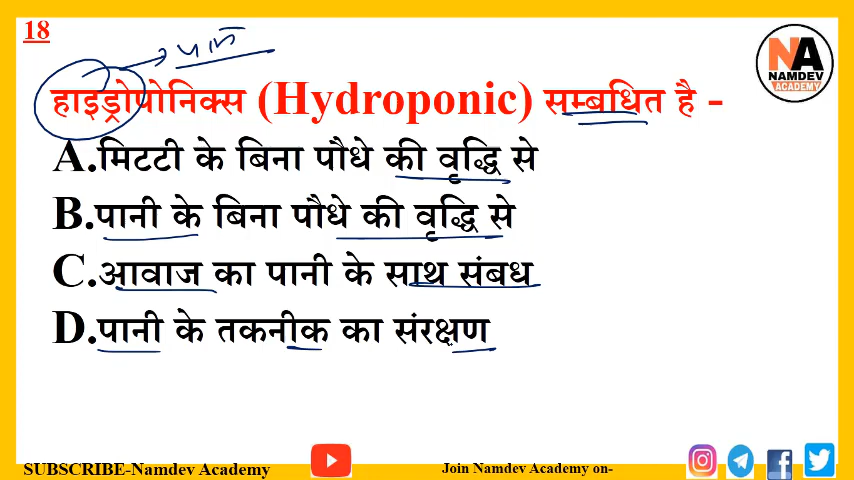 18
पानी
NA
NAMDEV
ACADEMY
हाइड्रोपोनिक्स (Hydroponic) सम्बधित है -
A.मिटटी के बिना पौधे की वृद्धि से
B.पानी के बिना पौधे की वृद्धि से
C.आवाज का पानी के साथ संबध
D.पानी के तकनीक का संरक्षण
SUBSCRIBE-Namdev Academy
Join Namdev Academy on-